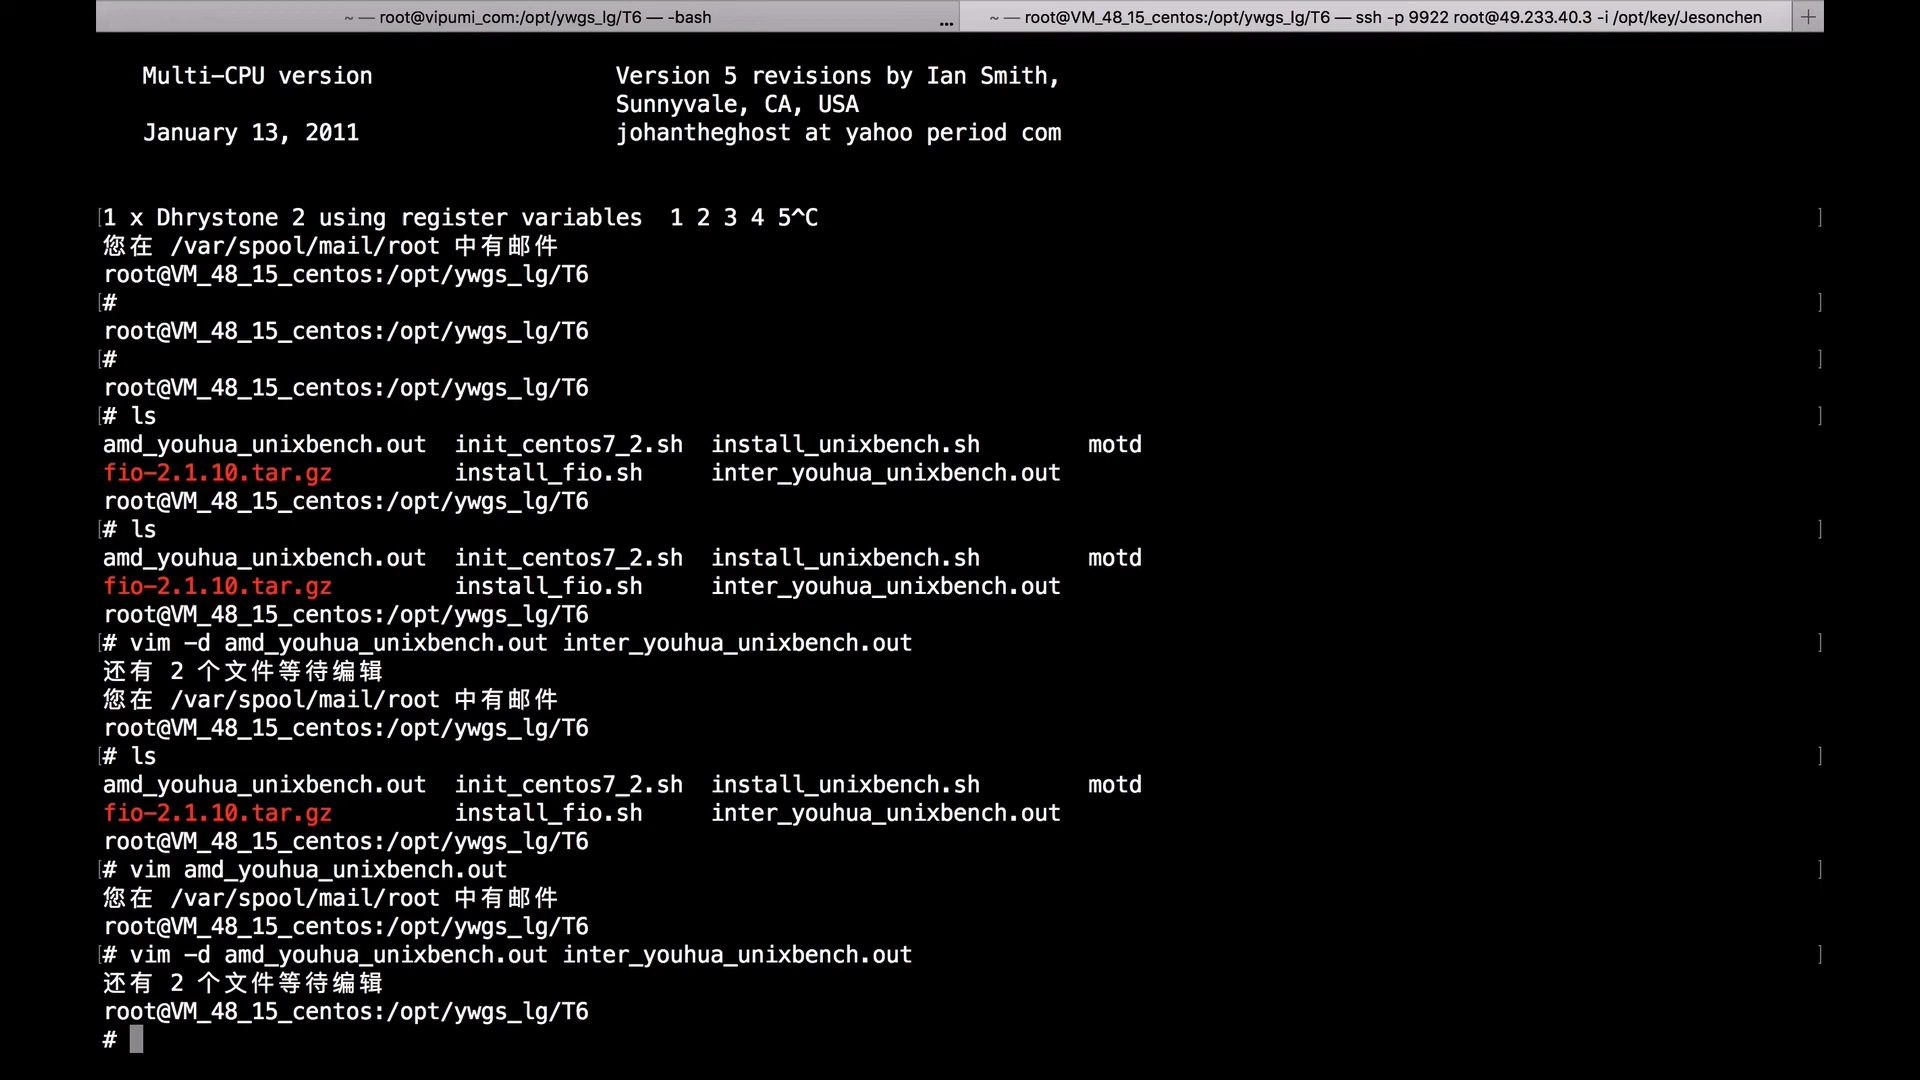 ~ — root@vipumi_com:/opt/ywgs_lg/T6 — -bash ... ~ — root@VM_48_15_centos:/opt/ywgs_lg/T6 — ssh -p 9922 root@49.233.40.3 -i /opt/key/Jesonchen +
Multi-CPU version Version 5 revisions by Ian Smith,
Sunnyvale, CA, USA
January 13, 2011 johantheghost at yahoo period com
[1 x Dhrystone 2 using register variables 1 2 3 4 5^C ]
您在 /var/spool/mail/root 中有邮件
root@VM_48_15_centos:/opt/ywgs_lg/T6
[# ]
root@VM_48_15_centos:/opt/ywgs_lg/T6
[# ]
root@VM_48_15_centos:/opt/ywgs_lg/T6
[# ls ]
amd_youhua_unixbench.out init_centos7_2.sh install_unixbench.sh motd
fio-2.1.10.tar.gz install_fio.sh inter_youhua_unixbench.out
root@VM_48_15_centos:/opt/ywgs_lg/T6
[# ls ]
amd_youhua_unixbench.out init_centos7_2.sh install_unixbench.sh motd
fio-2.1.10.tar.gz install_fio.sh inter_youhua_unixbench.out
root@VM_48_15_centos:/opt/ywgs_lg/T6
[# vim -d amd_youhua_unixbench.out inter_youhua_unixbench.out ]
还有 2 个文件等待编辑
您在 /var/spool/mail/root 中有邮件
root@VM_48_15_centos:/opt/ywgs_lg/T6
[# ls ]
amd_youhua_unixbench.out init_centos7_2.sh install_unixbench.sh motd
fio-2.1.10.tar.gz install_fio.sh inter_youhua_unixbench.out
root@VM_48_15_centos:/opt/ywgs_lg/T6
[# vim amd_youhua_unixbench.out ]
您在 /var/spool/mail/root 中有邮件
root@VM_48_15_centos:/opt/ywgs_lg/T6
[# vim -d amd_youhua_unixbench.out inter_youhua_unixbench.out ]
还有 2 个文件等待编辑
root@VM_48_15_centos:/opt/ywgs_lg/T6
#